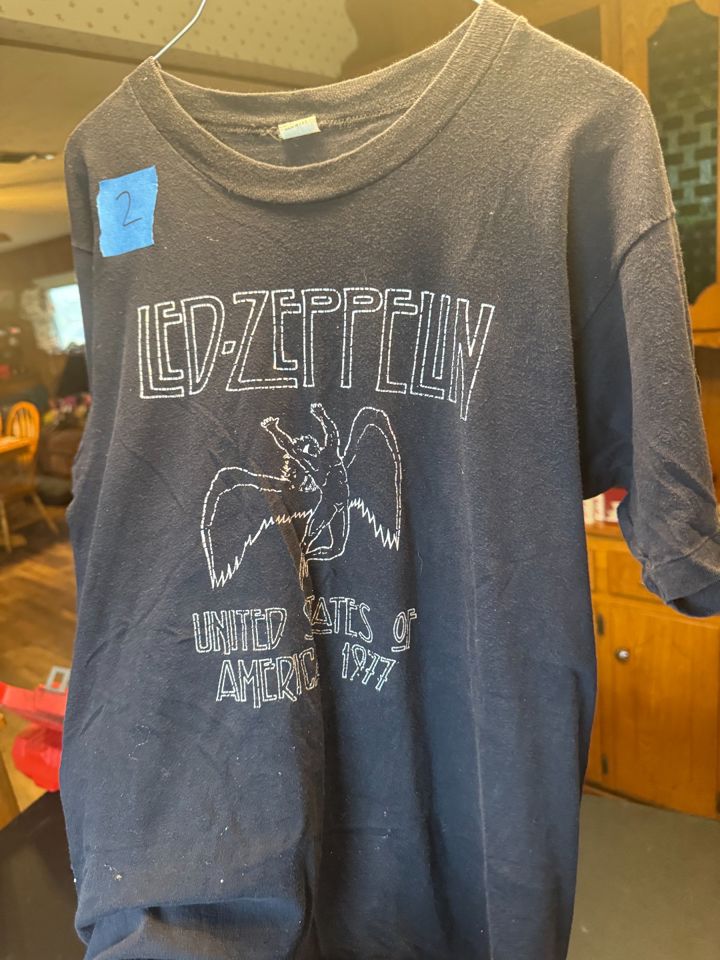 2
LED-ZEPPELIN
UNITED STATES OF
AMERICA 1977